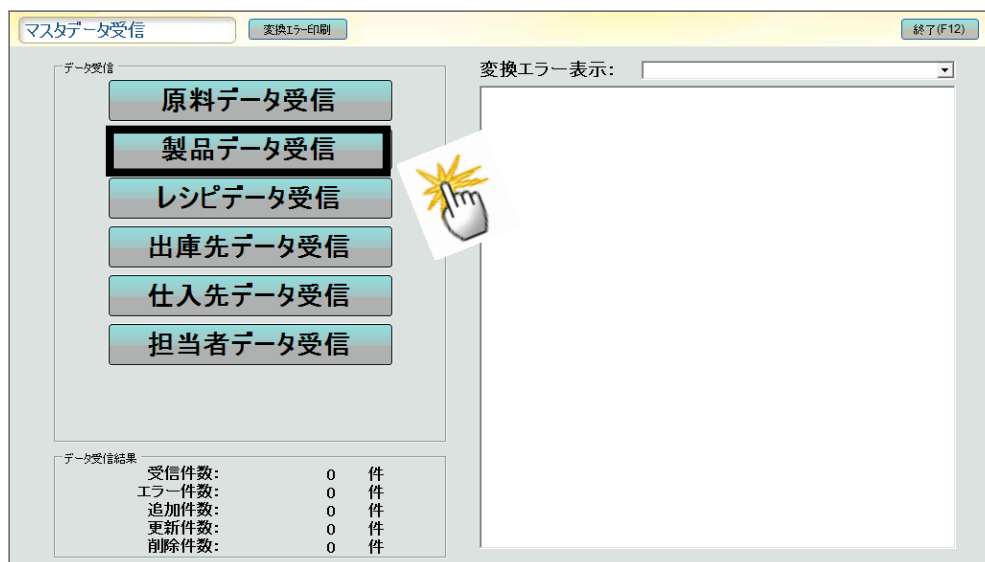 マスタデータ受信
変換エラー印刷
終了(F12)
データ受信
原料データ受信
製品データ受信
レシピデータ受信
出庫先データ受信
仕入先データ受信
担当者データ受信
変換エラー表示:
データ受信結果
受信件数: 0 件
エラー件数: 0 件
追加件数: 0 件
更新件数: 0 件
削除件数: 0 件